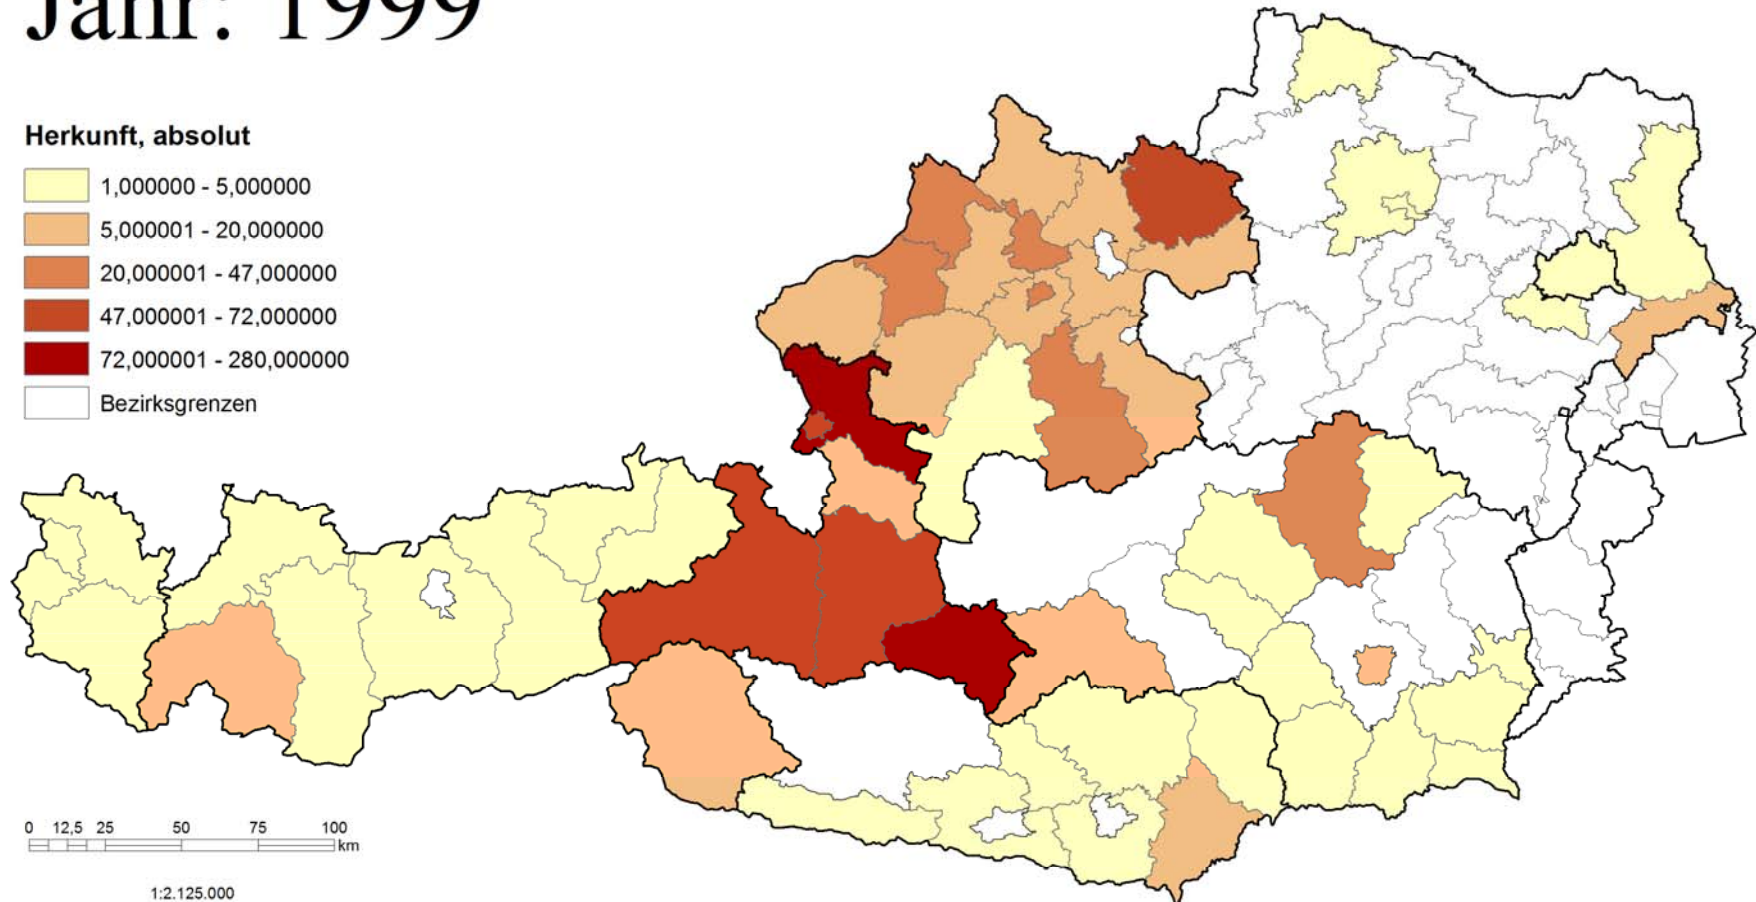 Jahr: 1999
Herkunft, absolut
1,000000 - 5,000000
5,000001 - 20,000000
20,000001 - 47,000000
47,000001 - 72,000000
72,000001 - 280,000000
Bezirksgrenzen
0 12,5 25 50 75 100
km
1:2.125.000